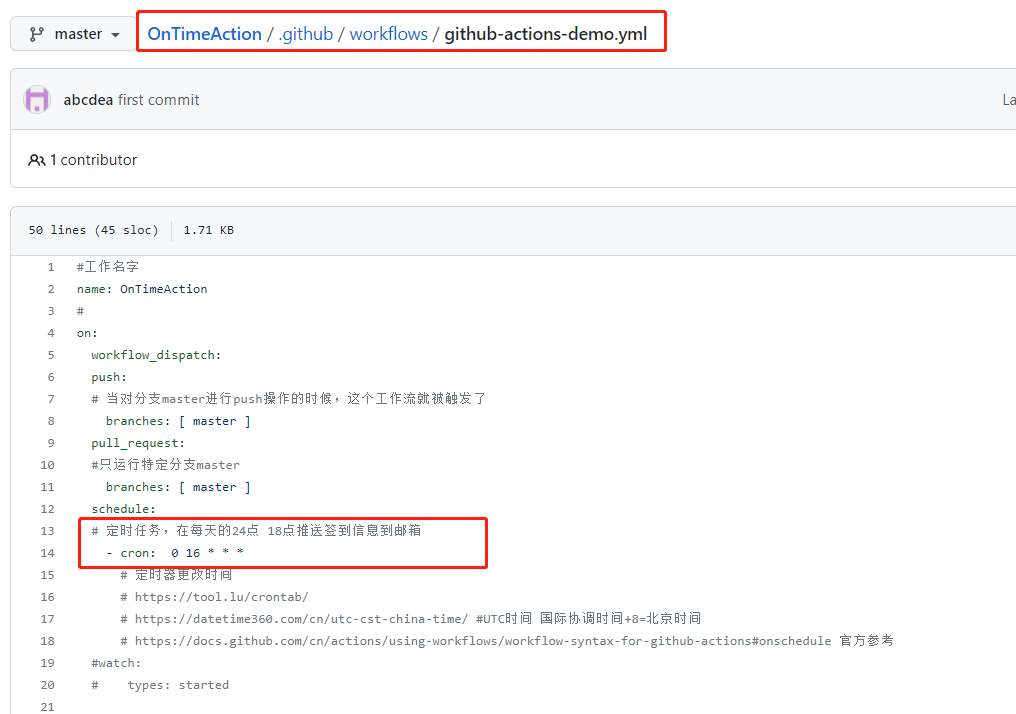 master OnTimeAction / .github / workflows / github-actions-demo.yml
abcdea first commit La
1 contributor
50 lines (45 sloc) 1.71 KB
1 #工作名字
2 name: OnTimeAction
3 #
4 on:
5 workflow_dispatch:
6 push:
7 # 当对分支master进行push操作的时候，这个工作流就被触发了
8 branches: [ master ]
9 pull_request:
10 #只运行特定分支master
11 branches: [ master ]
12 schedule:
13 # 定时任务，在每天的24点 18点推送签到信息到邮箱
14 - cron: 0 16 * * *
15 # 定时器更改时间
16 # https://tool.lu/crontab/
17 # https://datetime360.com/cn/utc-cst-china-time/ #UTC时间 国际协调时间+8=北京时间
18 # https://docs.github.com/cn/actions/using-workflows/workflow-syntax-for-github-actions#onschedule 官方参考
19 #watch:
20 # types: started
21